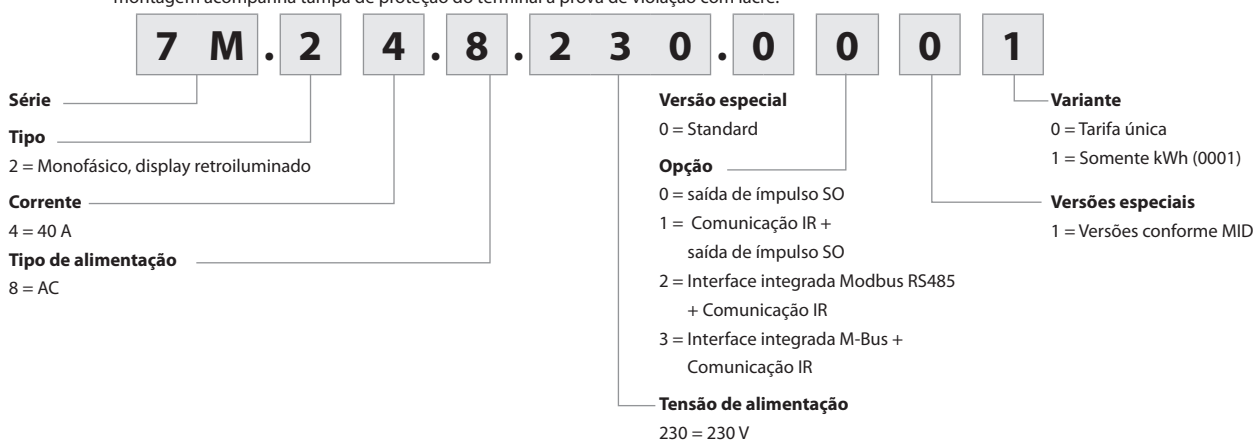 montagem acompanha tampa de proteção do terminal à prova de violação com lacre.
7 M . 2 4 . 8 . 2 3 0 . 0 0 0 1
Série
Tipo
2 = Monofásico, display retroiluminado
Corrente
4 = 40 A
Tipo de alimentação
8 = AC
Versão especial
0 = Standard
Opção
0 = saída de ímpulso SO
1 = Comunicação IR +
saída de ímpulso SO
2 = Interface integrada Modbus RS485
+ Comunicação IR
3 = Interface integrada M-Bus +
Comunicação IR
Tensão de alimentação
230 = 230 V
Variante
0 = Tarifa única
1 = Somente kWh (0001)
Versões especiais
1 = Versões conforme MID